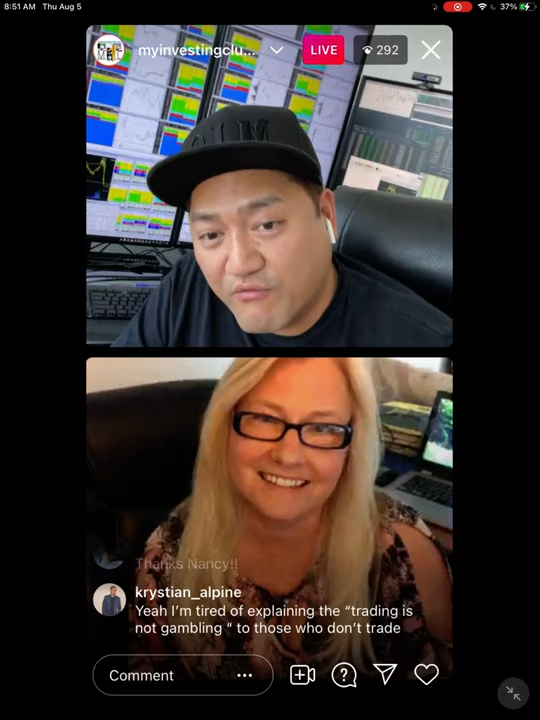 8:51 AM Thu Aug 5
37%
myinvestingclu...
LIVE
292
Thanks Nancy!!
krystian_alpine
Yeah I'm tired of explaining the “trading is
not gambling “ to those who don't trade
Comment